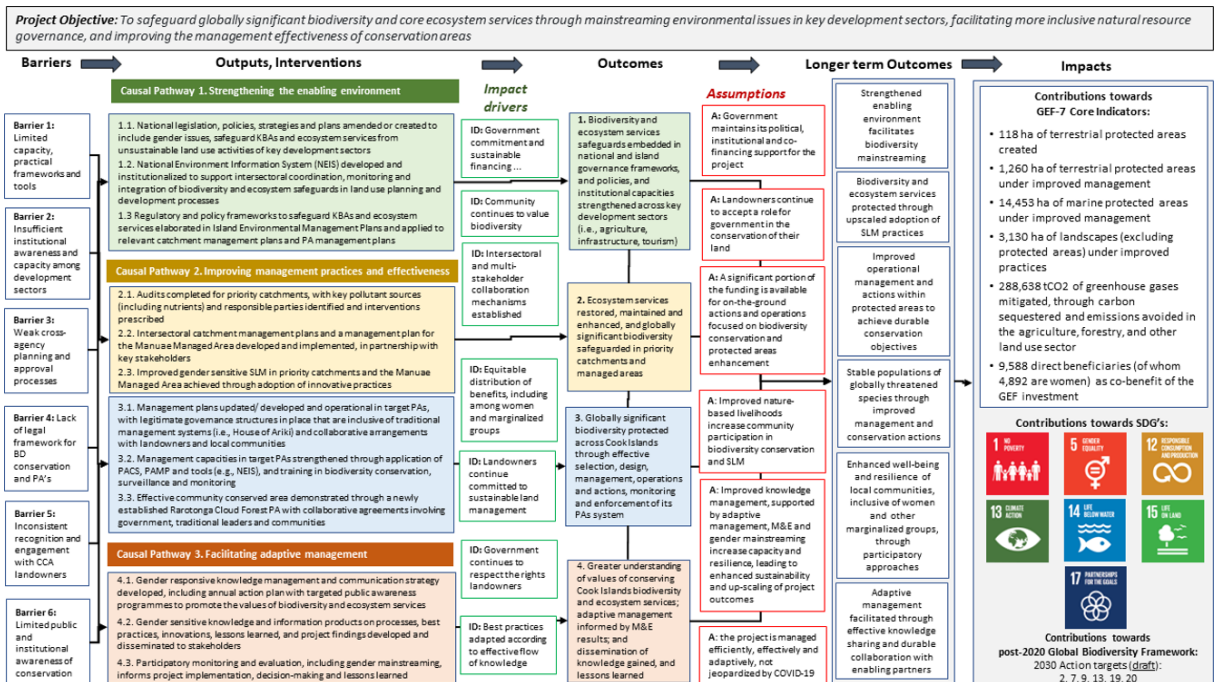 Project Objective: To safeguard globally significant biodiversity and core ecosystem services through mainstreaming environmental issues in key development sectors, facilitating more inclusive natural resource
governance, and improving the management effectiveness of conservation areas
Barriers
Outputs, Interventions
Outcomes
Longer term Outcomes
Impacts
Barrier 1:
Limited
capacity,
practical
frameworks and
tools
Barrier 2:
Insufficient
institutional
awareness and
capacity among
development
sectors
Barrier 3:
Weak cross-
agency
planning and
approval
processes
Barrier 4: Lack
of legal
framework for
BD
conservation
and PA's
Barrier 5:
Inconsistent
recognition and
engagement
with CCA
landowners
Barrier 6:
Limited public
and
institutional
awareness of
conservation
Causal Pathway 1. Strengthening the enabling environment
1.1. National legislation, policies, strategies and plans amended or created to
include gender issues, safeguard KBAs and ecosystem services from
unsustainable land use activities of key development sectors
1.2. National Environment Information System (NEIS) developed and
institutionalized to support intersectoral coordination, monitoring and
integration of biodiversity and ecosystem safeguards in land use planning and
development processes
1.3 Regulatory and policy frameworks to safeguard KBAs and ecosystem
services elaborated in Island Environmental Management Plans and applied to
relevant catchment management plans and PA management plans
Causal Pathway 2. Improving management practices and effectiveness
2.1. Audits completed for priority catchments, with key pollutant sources
(including nutrients) and responsible parties identified and interventions
prescribed
2.2. Intersectoral catchment management plans and a management plan for
the Manuae Managed Area developed and implemented, in partnership with
key stakeholders
2.3. Improved gender sensitive SLM in priority catchments and the Manuae
Managed Area achieved through adoption of innovative practices
3.1. Management plans updated/ developed and operational in target PAs,
with legitimate governance structures in place that are inclusive of traditional
management systems (i.e., House of Ariki) and collaborative arrangements
with landowners and local communities
3.2. Management capacities in target PAs strengthened through application of
PACS, PAMP and tools (e.g., NEIS), and training in biodiversity conservation,
surveillance and monitoring
3.3. Effective community conserved area demonstrated through a newly
established Rarotonga Cloud Forest PA with collaborative agreements involving
government, traditional leaders and communities
Causal Pathway 3. Facilitating adaptive management
4.1. Gender responsive knowledge management and communication strategy
developed, including annual action plan with targeted public awareness
programmes to promote the values of biodiversity and ecosystem services
4.2. Gender sensitive knowledge and information products on processes, best
practices, innovations, lessons learned, and project findings developed and
disseminated to stakeholders
4.3. Participatory monitoring and evaluation, including gender mainstreaming,
informs project implementation, decision-making and lessons learned
Impact
drivers
ID: Government
commitment and
sustainable
financing ...
ID: Community
continues to value
biodiversity
ID: Intersectoral
and multi-
stakeholder
collaboration
mechanisms
established
ID: Equitable
distribution of
benefits, including
among women
and marginalized
groups
ID: Landowners
continue
committed to
sustainable land
management
ID: Government
continues to
respect the rights
landowners
ID: Best practices
adapted according
to effective flow
of knowledge
1. Biodiversity and
ecosystem services
safeguards embedded in
national and island
governance frameworks,
and policies, and
institutional capacities
strengthened across key
development sectors
(i.e., agriculture,
infrastructure, tourism)
2. Ecosystem services
restored, maintained and
enhanced, and globally
significant biodiversity
safeguarded in priority
catchments and
managed areas
3. Globally significant
biodiversity protected
across Cook Islands
through effective
selection, design,
management, operations
and actions, monitoring
and enforcement of its
PAs system
4. Greater understanding
of values of conserving
Cook Islands biodiversity
and ecosystem services;
adaptive management
informed by M&E
results; and
dissemination of
knowledge gained, and
lessons learned
Assumptions
A: Government
maintains its political,
institutional and co-
financing support for the
project
A: Landowners continue
to accept a role for
government in the
conservation of their
land
A: A significant portion of
the funding is available
for on-the-ground
actions and operations
focused on biodiversity
conservation and
protected areas
enhancement
A: Improved nature-
based livelihoods
increase community
participation in
biodiversity conservation
and SLM
A: Improved knowledge
management, supported
by adaptive
management, M&E and
gender mainstreaming
increase capacity and
resilience, leading to
enhanced sustainability
and up-scaling of project
outcomes
A: the project is managed
efficiently, effectively and
adaptively, not
jeopardized by COVID-19
Strengthened
enabling
environment
facilitates
biodiversity
mainstreaming
Biodiversity and
ecosystem services
protected through
upscaled adoption of
SLM practices
Improved
operational
management and
actions within
protected areas to
achieve durable
conservation
objectives
Stable populations of
globally threatened
species through
improved
management and
conservation actions
Enhanced well-being
and resilience of
local communities,
inclusive of women
and other
marginalized groups,
through
participatory
approaches
Adaptive
management
facilitated through
effective knowledge
sharing and durable
collaboration with
enabling partners
Contributions towards
GEF-7 Core Indicators:
• 118 ha of terrestrial protected areas
created
• 1,260 ha of terrestrial protected areas
under improved management
• 14,453 ha of marine protected areas
under improved management
• 3,130 ha of landscapes (excluding
protected areas) under improved
practices
• 288,638 tCO2 of greenhouse gases
mitigated, through carbon
sequestered and emissions avoided in
the agriculture, forestry, and other
land use sector
• 9,588 direct beneficiaries (of whom
4,892 are women) as co-benefit of the
GEF investment
Contributions towards SDG's:
1 NO
POVERTY
5 GENDER
EQUALITY
12 RESPONSIBLE
CONSUMPTION
AND PRODUCTION
13 CLIMATE
ACTION
14 LIFE
BELOW WATER
15 LIFE
ON LAND
17 PARTNERSHIPS
FOR THE GOALS
Contributions towards
post-2020 Global Biodiversity Framework:
2030 Action targets (draft):
2, 7, 9, 13, 19, 20